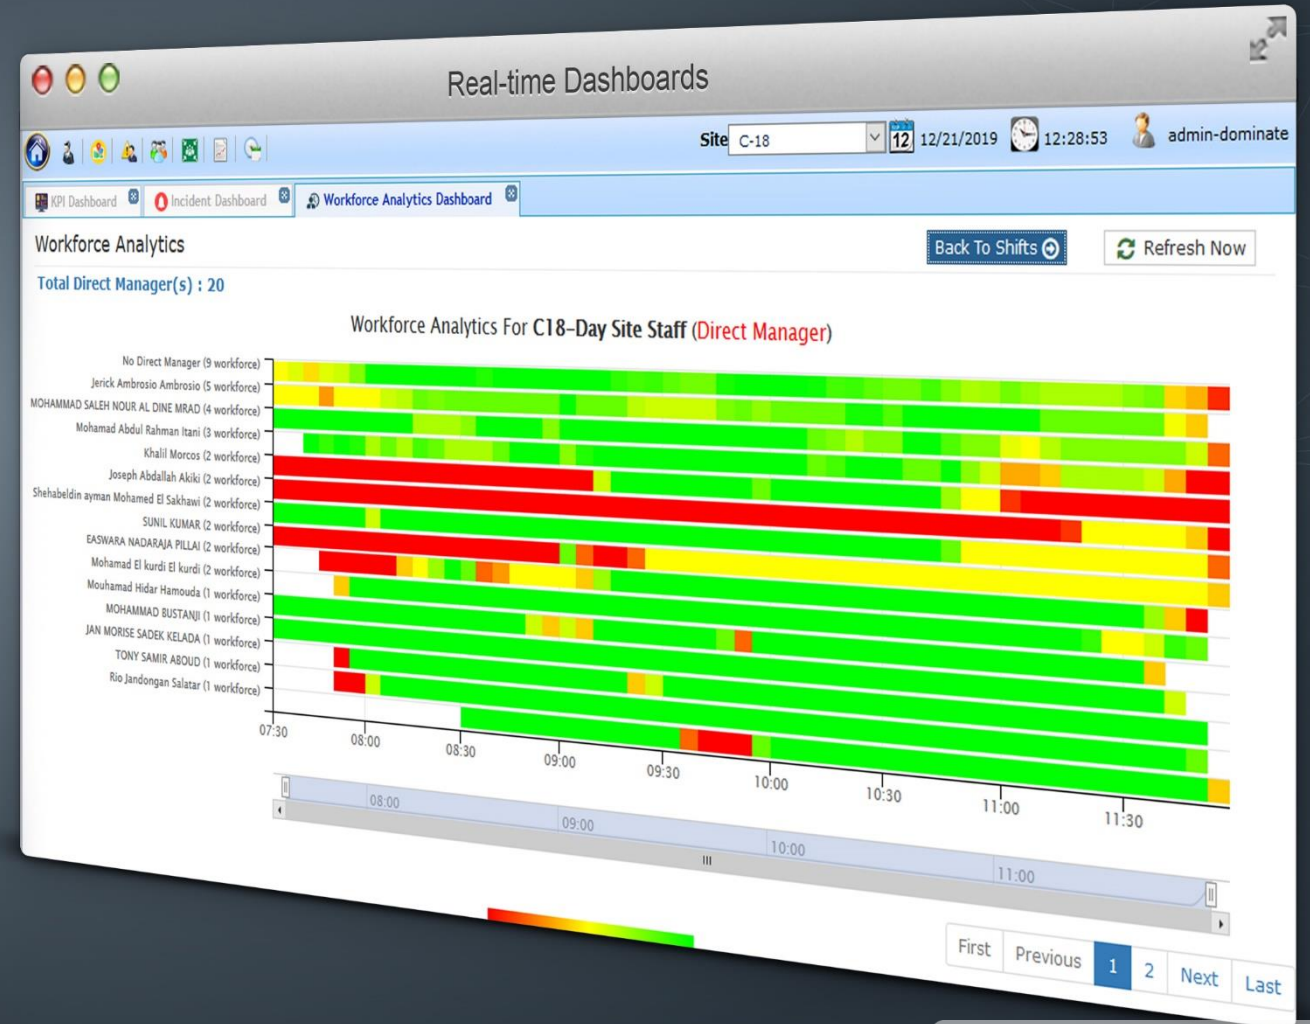 Real-time Dashboards
Site C-18 12 12/21/2019 12:28:53 admin-dominate
KPI Dashboard Incident Dashboard Workforce Analytics Dashboard
Workforce Analytics Back To Shifts Refresh Now
Total Direct Manager(s) : 20
Workforce Analytics For C18-Day Site Staff (Direct Manager)
No Direct Manager (9 workforce)
Jerick Ambrosio Ambrosio (5 workforce)
MOHAMMAD SALEH NOUR AL DINE MRAD (4 workforce)
Mohamad Abdul Rahman Itani (3 workforce)
Khalil Morcos (2 workforce)
Joseph Abdallah Akiki (2 workforce)
Shehabeldin ayman Mohamed El Sakhawi (2 workforce)
SUNIL KUMAR (2 workforce)
EASWARA NADARAJA PILLAI (2 workforce)
Mohamad El kurdi El kurdi (2 workforce)
Mouhamad Hidar Hamouda (1 workforce)
MOHAMMAD BUSTANJI (1 workforce)
JAN MORISE SADEK KELADA (1 workforce)
TONY SAMIR ABOUD (1 workforce)
Rio Jandongan Salatar (1 workforce)
07:30 08:00 08:30 09:00 09:30 10:00 10:30 11:00 11:30
08:00 09:00 10:00 11:00
First Previous 1 2 Next Last